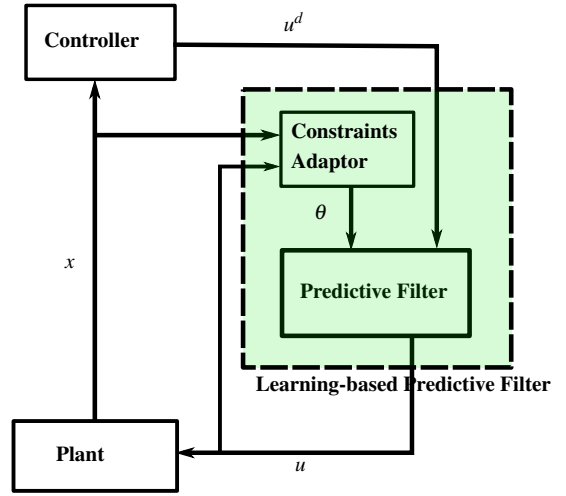 u^d
Controller
Constraints
Adaptor
θ
x
Predictive Filter
Learning-based Predictive Filter
Plant
u